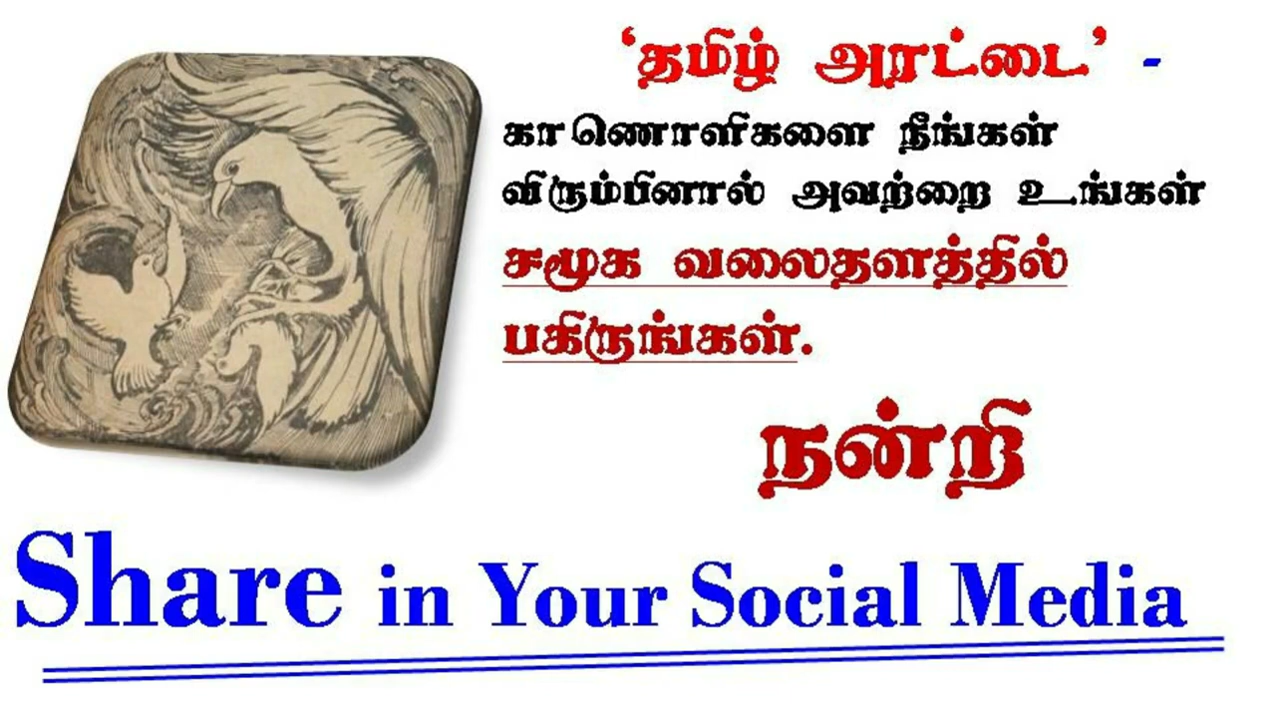 ‘தமிழ் அரட்டை’ -
காணொளிகளை நீங்கள்
விரும்பினால் அவற்றை உங்கள்
சமூக வலைதளத்தில்
பகிருங்கள்.
நன்றி
Share in Your Social Media